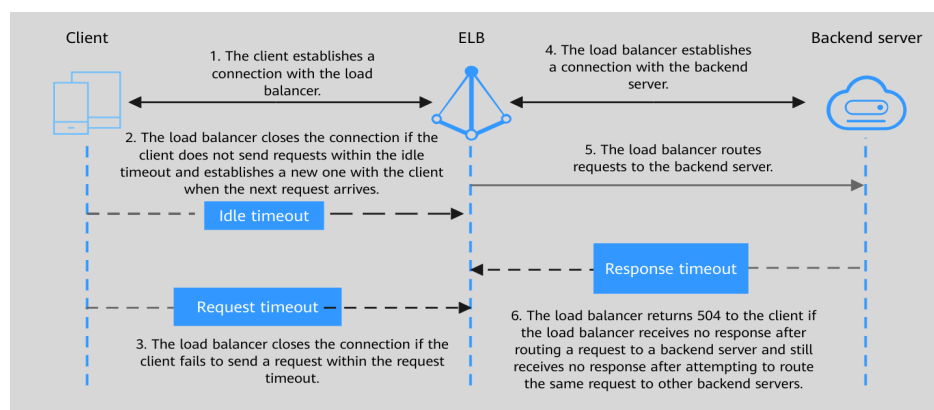 Client
ELB
Backend server
1. The client establishes a
connection with the load
balancer.
4. The load balancer establishes
a connection with the backend
server.
2. The load balancer closes the connection if the
client does not send requests within the idle
timeout and establishes a new one with the client
when the next request arrives.
5. The load balancer routes
requests to the backend server.
Idle timeout
Response timeout
Request timeout
3. The load balancer closes the connection if the
client fails to send a request within the request
timeout.
6. The load balancer returns 504 to the client if
the load balancer receives no response after
routing a request to a backend server and still
receives no response after attempting to route
the same request to other backend servers.